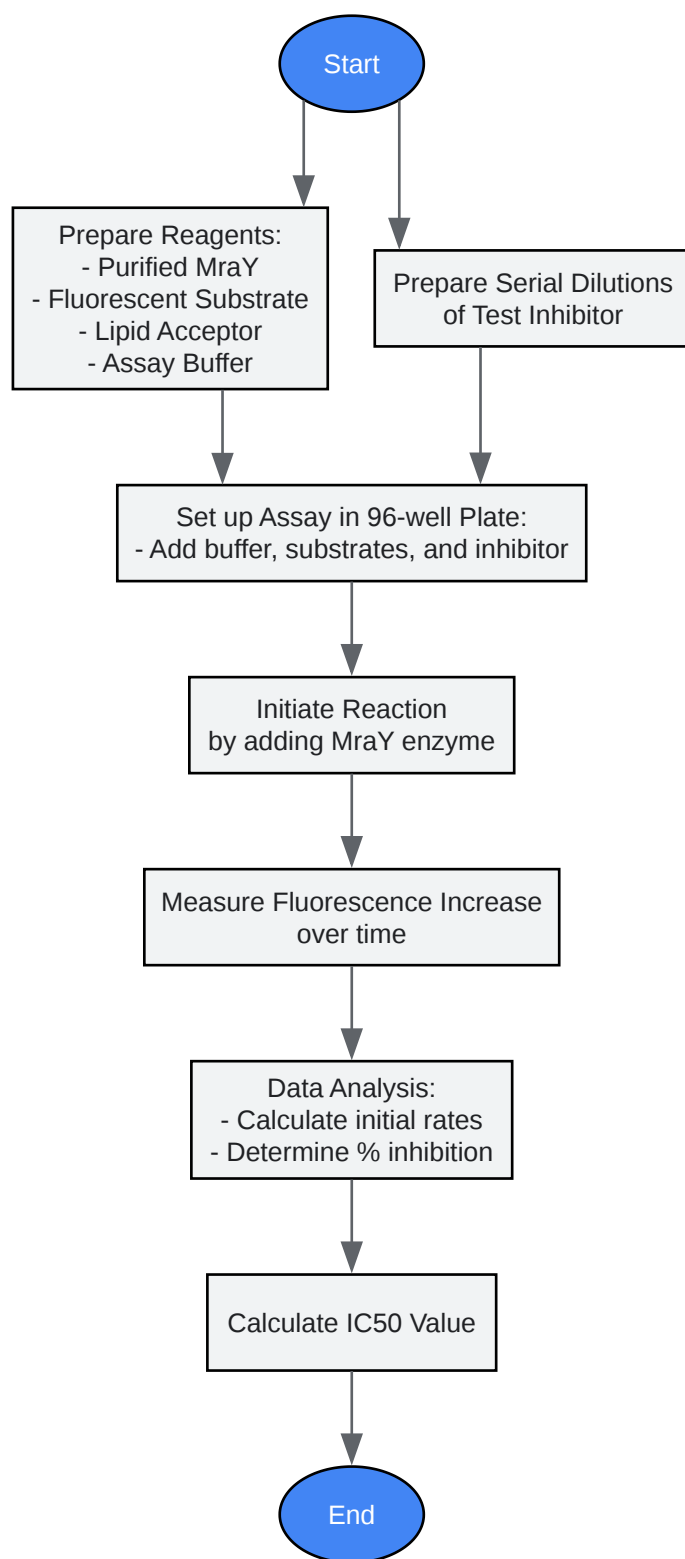 Start
Prepare Reagents:
- Purified MraY
- Fluorescent Substrate
- Lipid Acceptor
- Assay Buffer
Prepare Serial Dilutions
of Test Inhibitor
Set up Assay in 96-well Plate:
- Add buffer, substrates, and inhibitor
Initiate Reaction
by adding MraY enzyme
Measure Fluorescence Increase
over time
Data Analysis:
- Calculate initial rates
- Determine % inhibition
Calculate IC50 Value
End